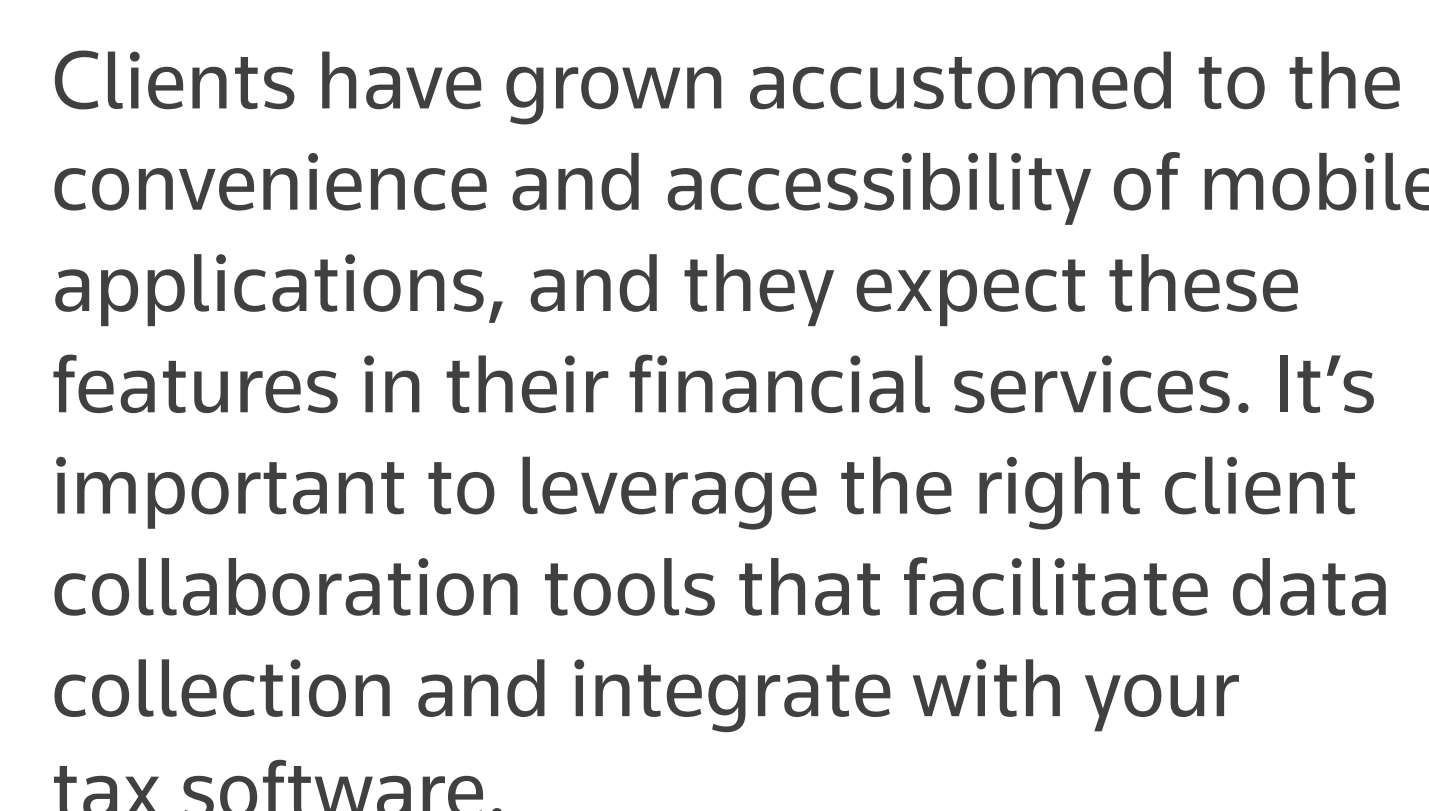 Clients have grown accustomed to the
convenience and accessibility of mobile
applications, and they expect these
features in their financial services. It’s
important to leverage the right client
collaboration tools that facilitate data
collection and integrate with your
tax software.